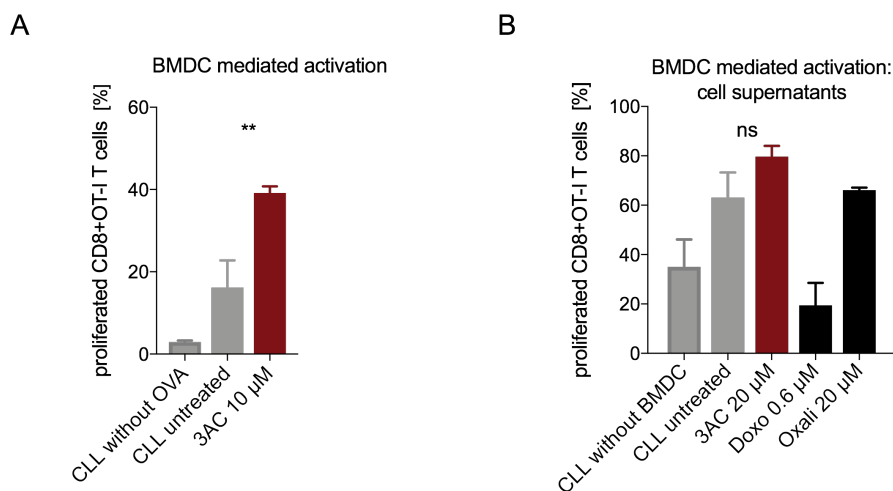 A
BMDC mediated activation
proliferated CD8+OT-I T cells [%]
60
40
20
0
**
CLL without OVA
CLL untreated
3AC 10 µM
B
BMDC mediated activation:
cell supernatants
proliferated CD8+OT-I T cells [%]
100
80
60
40
20
0
ns
CLL without BMDC
CLL untreated
3AC 20 µM
Doxo 0.6 µM
Oxali 20 µM